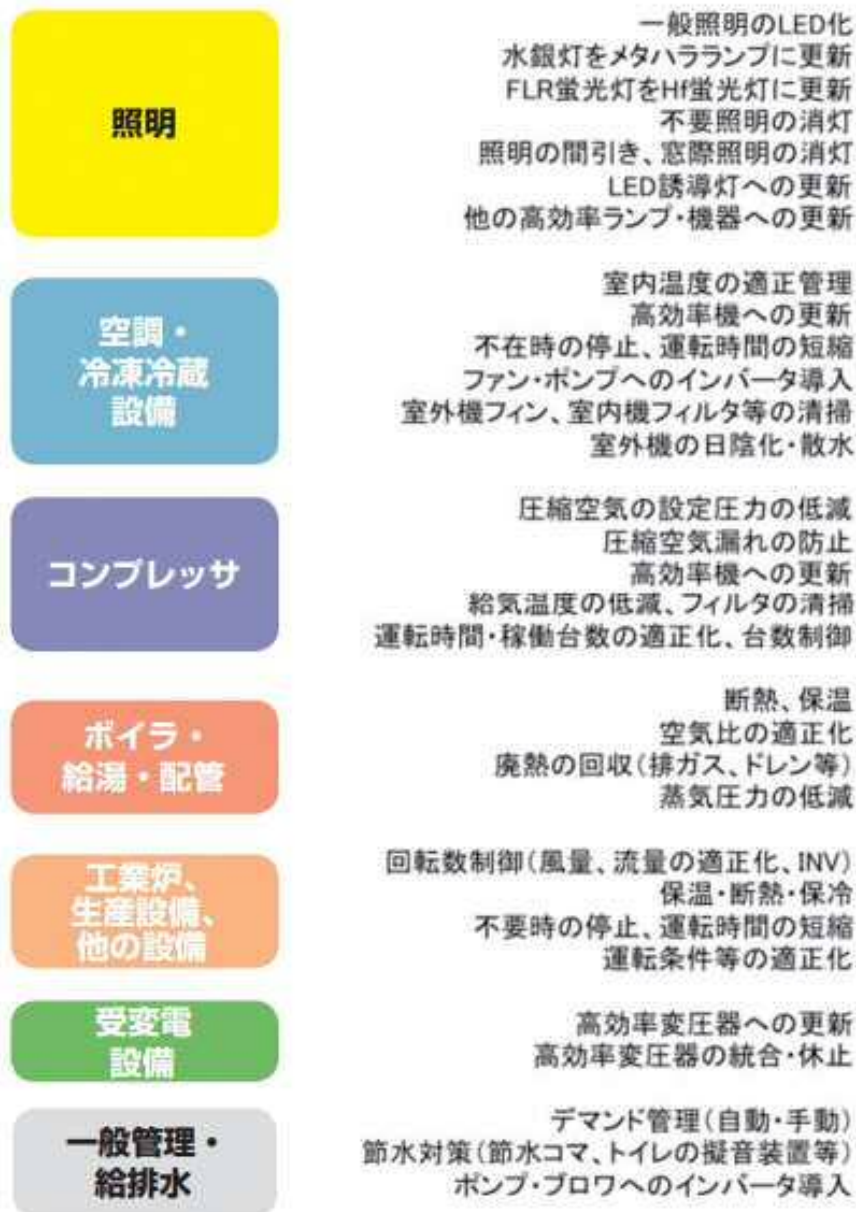 照明
一般照明のLED化
水銀灯をメタハラランプに更新
FLR蛍光灯をHf蛍光灯に更新
不要照明の消灯
照明の間引き、窓際照明の消灯
LED誘導灯への更新
他の高効率ランプ・機器への更新
空調・
冷凍冷蔵
設備
室内温度の適正管理
高効率機への更新
不在時の停止、運転時間の短縮
ファン・ポンプへのインバータ導入
室外機フィン、室内機フィルタ等の清掃
室外機の日陰化・散水
コンプレッサ
圧縮空気の設定圧力の低減
圧縮空気漏れの防止
高効率機への更新
給気温度の低減、フィルタの清掃
運転時間・稼働台数の適正化、台数制御
ボイラ・
給湯・配管
断熱、保温
空気比の適正化
廃熱の回収(排ガス、ドレン等)
蒸気圧力の低減
工業炉、
生産設備、
他の設備
回転数制御(風量、流量の適正化、INV)
保温・断熱・保冷
不要時の停止、運転時間の短縮
運転条件等の適正化
受変電
設備
高効率変圧器への更新
高効率変圧器の統合・休止
一般管理・
給排水
デマンド管理(自動・手動)
節水対策(節水コマ、トイレの擬音装置等)
ポンプ・ブロワへのインバータ導入